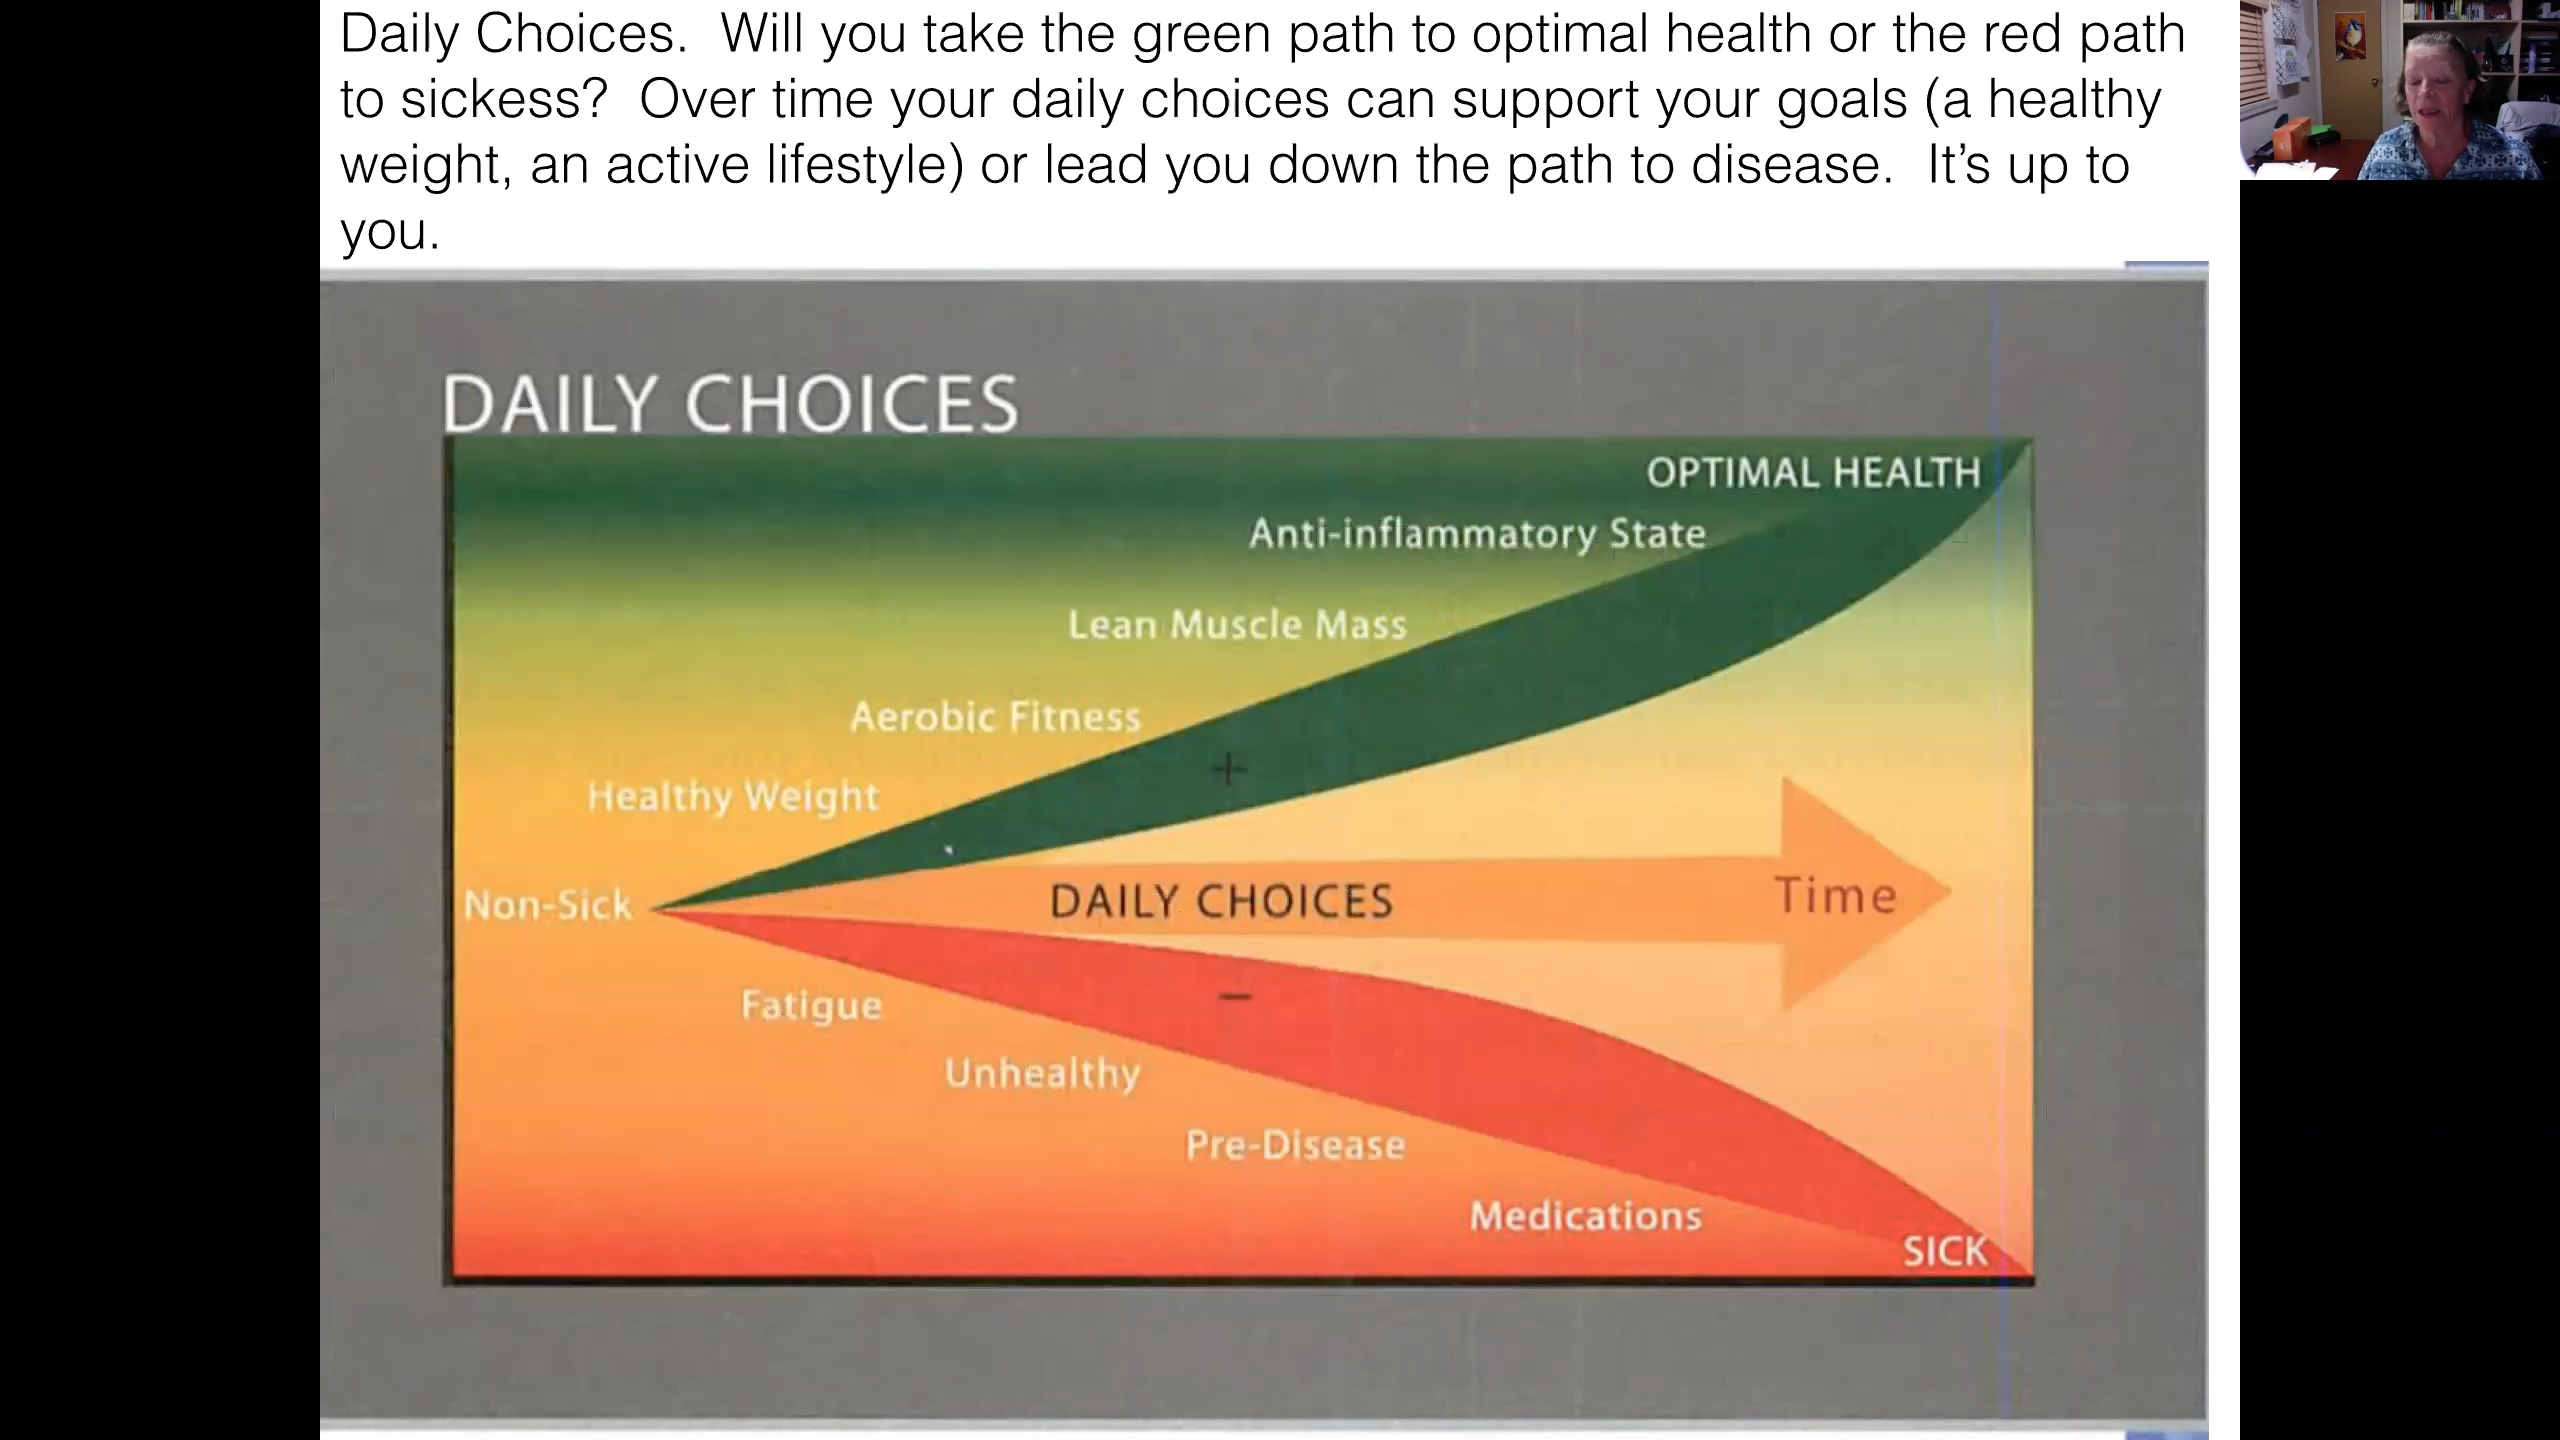 Daily Choices.  Will you take the green path to optimal health or the red path
to sickess?  Over time your daily choices can support your goals (a healthy
weight, an active lifestyle) or lead you down the path to disease.  It’s up to
you.
DAILY CHOICES
OPTIMAL HEALTH
Anti-inflammatory State
Lean Muscle Mass
Aerobic Fitness
+
Healthy Weight
Non-Sick
DAILY CHOICES
Time
–
Fatigue
Unhealthy
Pre-Disease
Medications
SICK